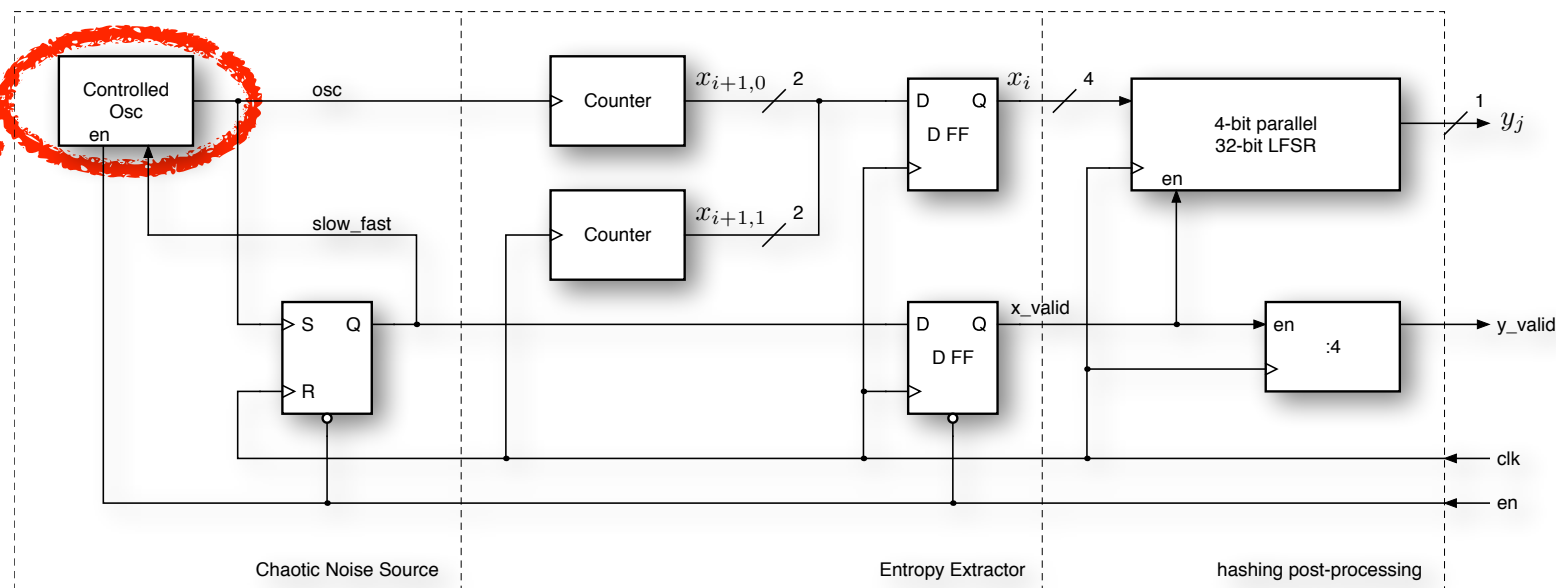 Controlled
Osc
en
osc
slow_fast
S Q
R
Counter
x_{i+1,0}
2
Counter
x_{i+1,1}
2
D Q
D FF
x_i
4
D Q
D FF
x_valid
4-bit parallel
32-bit LFSR
en
1
y_j
en
:4
y_valid
clk
en
Chaotic Noise Source
Entropy Extractor
hashing post-processing